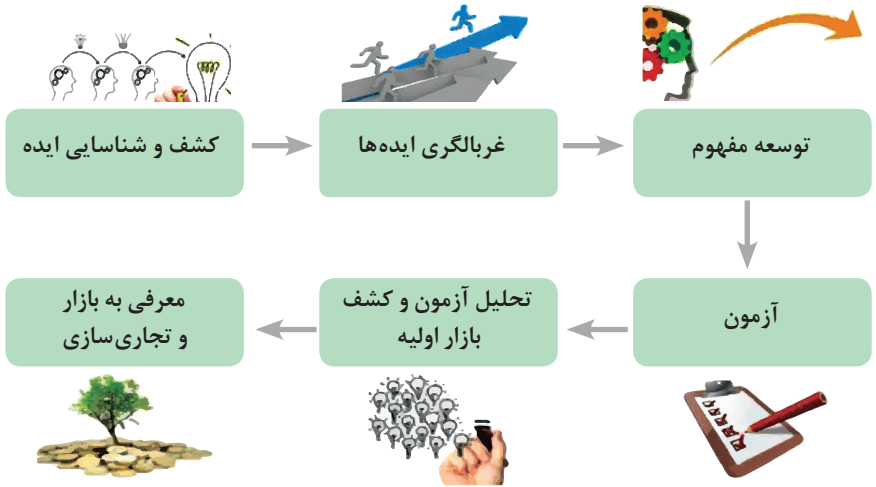 کشف و شناسایی ایده
غربالگری ایده‌ها
توسعه مفهوم
آزمون
تحلیل آزمون و کشف
بازار اولیه
معرفی به بازار
و تجاری‌سازی